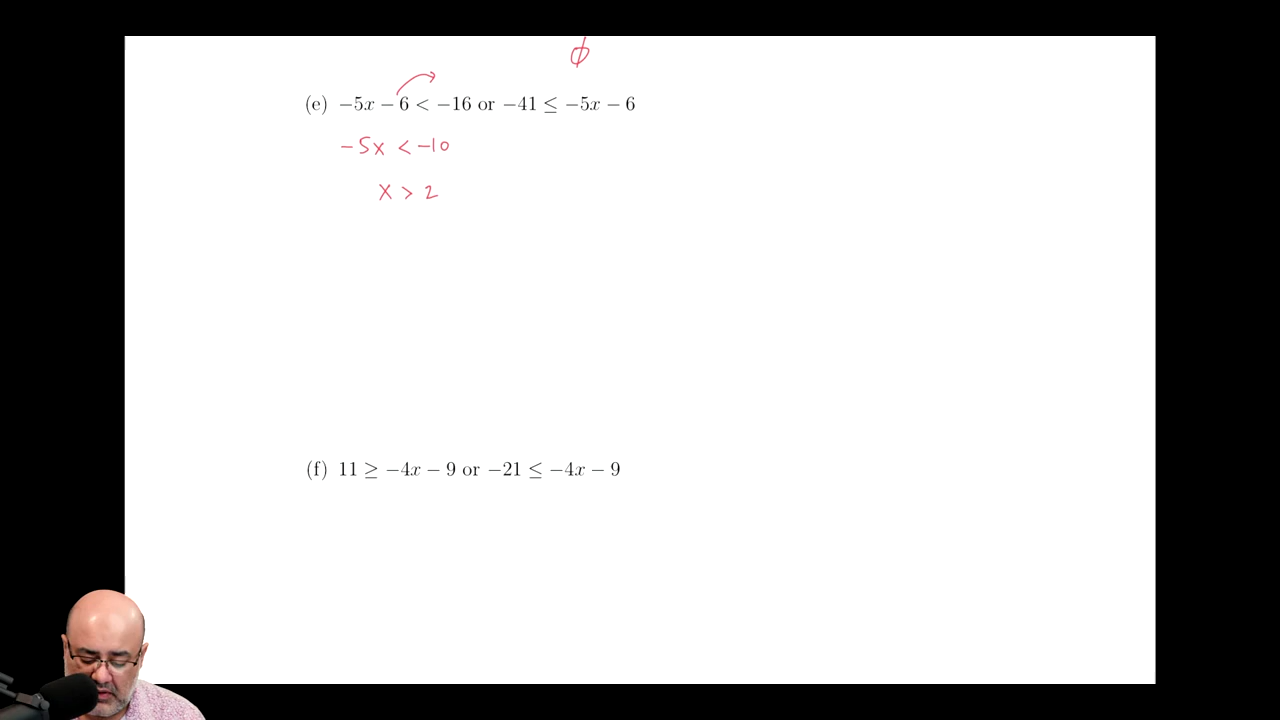 ϕ
(e) −5x − 6 < −16 or −41 ≤ −5x − 6
-5x < -10
x > 2
(f) 11 ≥ −4x − 9 or −21 ≤ −4x − 9